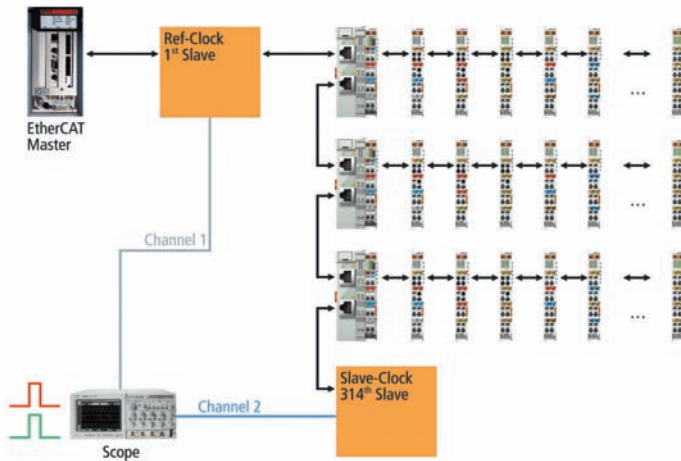 Ref-Clock
1st Slave
EtherCAT
Master
Channel 1
...
...
...
Slave-Clock
314th Slave
Channel 2
Scope